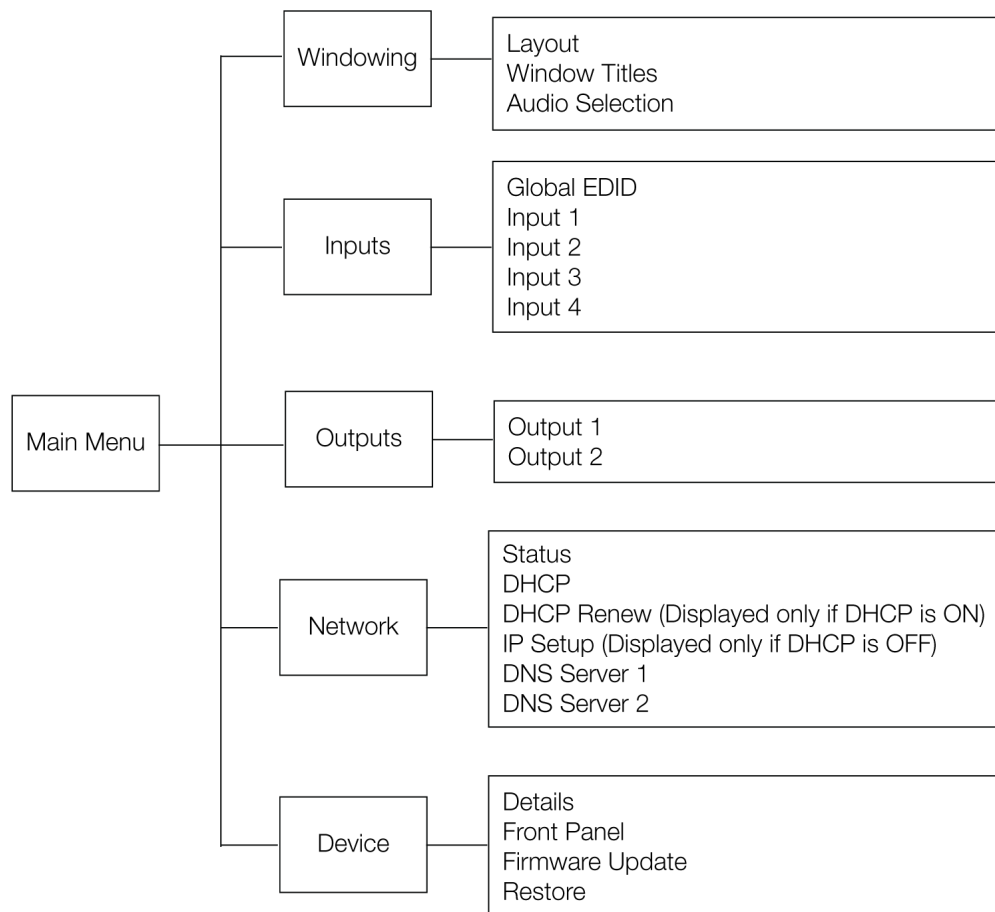 Windowing
Layout
Window Titles
Audio Selection
Inputs
Global EDID
Input 1
Input 2
Input 3
Input 4
Main Menu
Outputs
Output 1
Output 2
Network
Status
DHCP
DHCP Renew (Displayed only if DHCP is ON)
IP Setup (Displayed only if DHCP is OFF)
DNS Server 1
DNS Server 2
Device
Details
Front Panel
Firmware Update
Restore